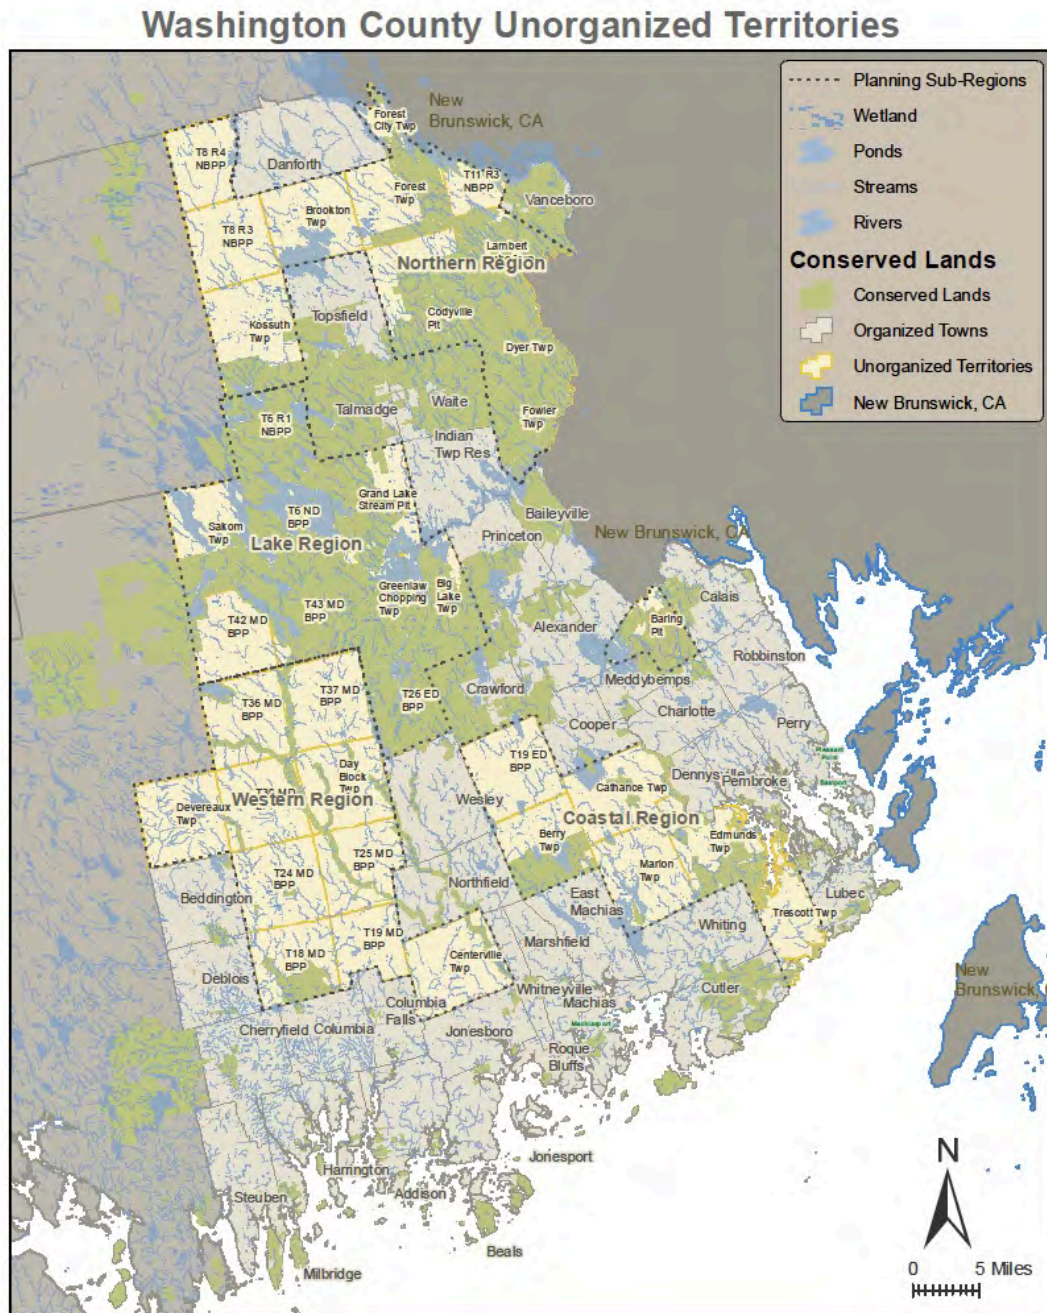 Washington County Unorganized Territories
Planning Sub-Regions
Wetland
Ponds
Streams
Rivers
Conserved Lands
Conserved Lands
Organized Towns
Unorganized Territories
New Brunswick, CA
New
Brunswick, CA
Forest
City Twp
T8 R4
NBPP
Danforth
T11 R3
NBPP
Forest
Twp
Vanceboro
Brookton
Twp
T8 R3
NBPP
Lambert
Northern Region
Topsfield
Codyville
Plt
Kossuth
Twp
Dyer Twp
Talmadge
Waite
T6 R1
NBPP
Fowler
Twp
Indian
Twp Res
Grand Lake
Stream Plt
T6 ND
BPP
Sakom
Twp
Baileyville
Princeton
New Brunswick, CA
Lake Region
Greenlaw
Chopping
Twp
Big
Lake
Twp
Calais
T43 MD
BPP
T42 MD
BPP
Alexander
Baring
Plt
Robbinston
Meddybemps
T37 MD
BPP
T36 MD
BPP
T26 ED
BPP
Crawford
Charlotte
Cooper
Perry
T19 ED
BPP
Pleasant
Point
Day
Block
Twp
Dennysville
Pembroke
Eastport
Cathance Twp
Western Region
Devereaux
Twp
Wesley
Coastal Region
Berry
Twp
Edmunds
Twp
T25 MD
BPP
Marion
Twp
T24 MD
BPP
Northfield
Beddington
East
Machias
Lubec
Trescott Twp
Whiting
T19 MD
BPP
Marshfield
T18 MD
BPP
Centerville
Twp
Deblois
Whitneyville
Machias
Cutler
New
Brunswick,
Columbia
Falls
Cherryfield
Columbia
Jonesboro
Machiasport
Roque
Bluffs
Jonesport
Harrington
Steuben
Addison
Beals
Milbridge
N
0
5 Miles